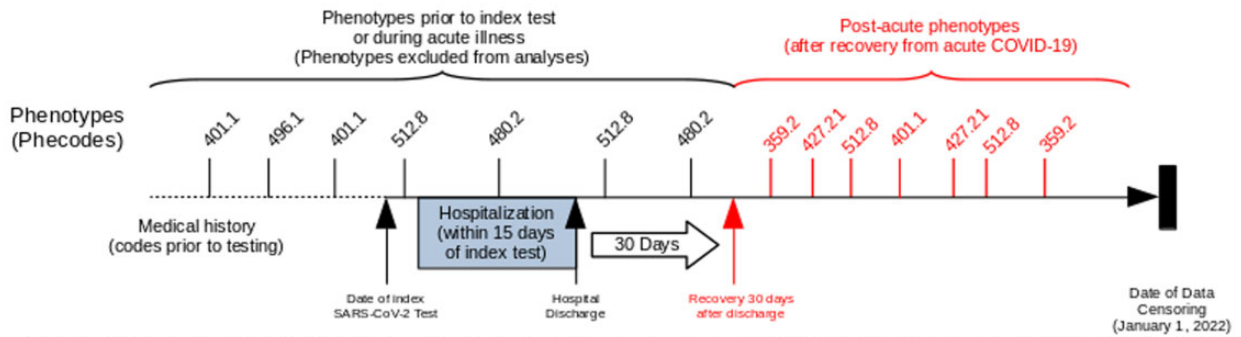 Phenotypes prior to index test
or during acute illness
(Phenotypes excluded from analyses)
Post-acute phenotypes
(after recovery from acute COVID-19)
Phenotypes
(Phecodes)
401.1
496.1
401.1
512.8
480.2
512.8
480.2
359.2
427.21
512.8
401.1
427.21
512.8
359.2
Medical history
(codes prior to testing)
Hospitalization
(within 15 days
of index test)
30 Days
Date of index
SARS-CoV-2 Test
Hospital
Discharge
Recovery 30 days
after discharge
Date of Data
Censoring
(January 1, 2022)